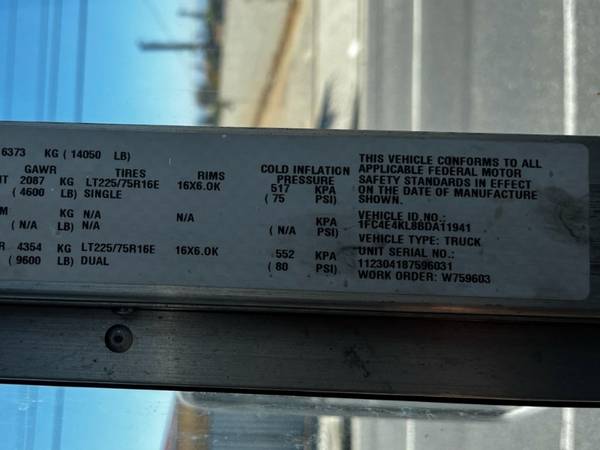 6373 KG ( 14050 LB)
GAWR TIRES RIMS COLD INFLATION PRESSURE
NT 2087 KG LT225/75R16E 16X6.0K 517 KPA
( 4600 LB) SINGLE ( 75 PSI)
M KG N/A N/A KPA
(N/A LB) N/A (N/A PSI)
R 4354 KG LT225/75R16E 16X6.0K 552 KPA
( 9600 LB) DUAL ( 80 PSI)
THIS VEHICLE CONFORMS TO ALL
APPLICABLE FEDERAL MOTOR
SAFETY STANDARDS IN EFFECT
ON THE DATE OF MANUFACTURE
SHOWN.
VEHICLE ID NO.:
1FC4E4KL88DA11941
VEHICLE TYPE: TRUCK
UNIT SERIAL NO.:
112304187596031
WORK ORDER: W759603